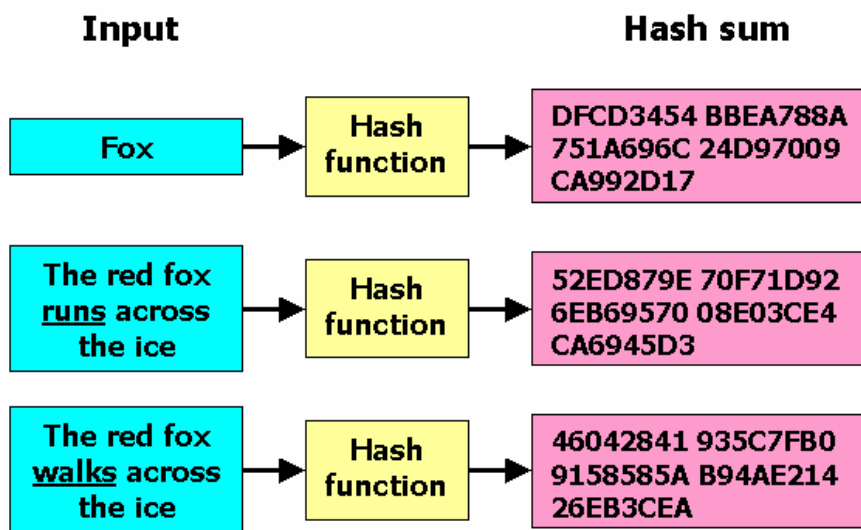 Input
Hash sum
Fox
Hash
function
DFCD3454 BBEA788A
751A696C 24D97009
CA992D17
The red fox
runs across
the ice
Hash
function
52ED879E 70F71D92
6EB69570 08E03CE4
CA6945D3
The red fox
walks across
the ice
Hash
function
46042841 935C7FB0
9158585A B94AE214
26EB3CEA